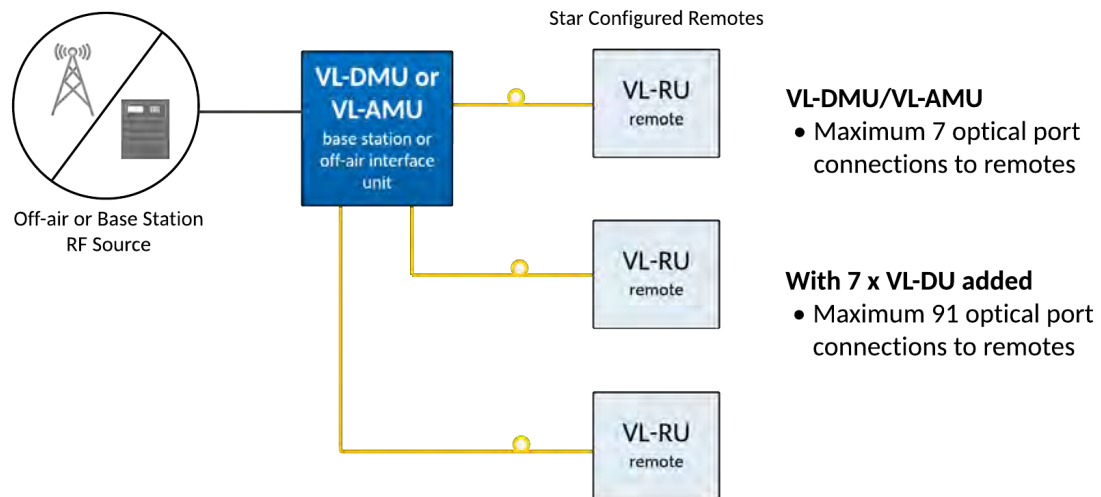 Star Configured Remotes
VL-DMU or
VL-AMU
base station or
off-air interface
unit
VL-RU
remote
VL-DMU/VL-AMU
• Maximum 7 optical port
connections to remotes
Off-air or Base Station
RF Source
VL-RU
remote
With 7 x VL-DU added
• Maximum 91 optical port
connections to remotes
VL-RU
remote